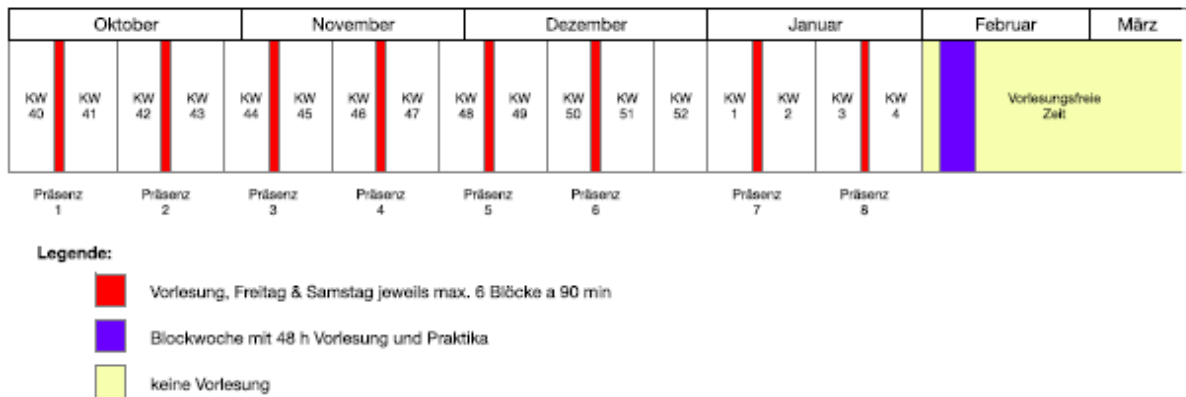 Oktober November Dezember Januar Februar März
KW KW KW KW KW KW KW KW KW KW KW KW KW KW KW KW KW Vorlesungsfreie
40 41 42 43 44 45 46 47 48 49 50 51 52 1 2 3 4 Zeit
Präsenz Präsenz Präsenz Präsenz Präsenz Präsenz Präsenz Präsenz
1 2 3 4 5 6 7 8
Legende:
Vorlesung, Freitag & Samstag jeweils max. 6 Blöcke a 90 min
Blockwoche mit 48 h Vorlesung und Praktika
keine Vorlesung